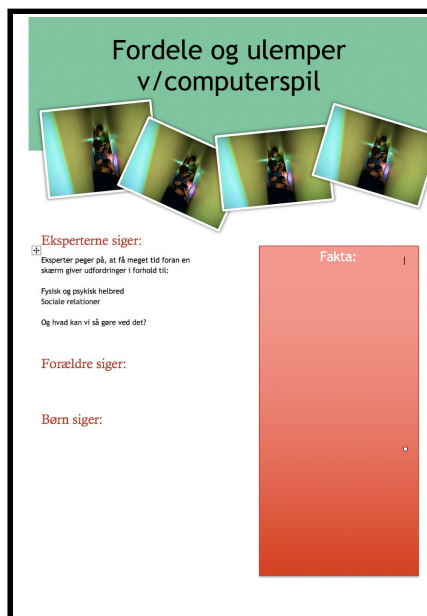 Fordele og ulemper
v/computerspil
Eksperterne siger:
Eksperter peger på, at få meget tid foran en
skærm giver udfordringer i forhold til:
Fysisk og psykisk helbred
Sociale relationer
Og hvad kan vi så gøre ved det?
Forældre siger:
Børn siger:
Fakta: